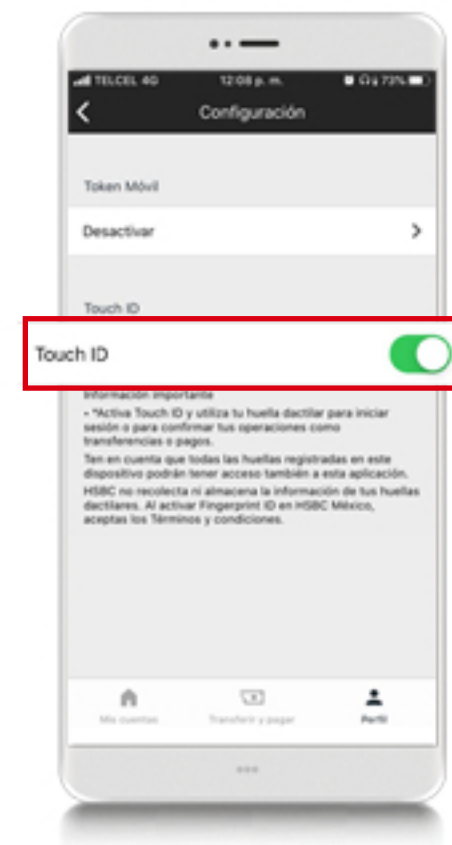 TELCEL 4G 12:08 p. m. 73%
Configuración
Token Móvil
Desactivar
Touch ID
Touch ID
Información importante
- *Activa Touch ID y utiliza tu huella dactilar para iniciar
sesión o para confirmar tus operaciones como
transferencias o pagos.
Ten en cuenta que todas las huellas registradas en este
dispositivo podrán tener acceso también a esta aplicación.
HSBC no recolecta ni almacena la información de tus huellas
dactilares. Al activar Fingerprint ID en HSBC México,
aceptas los Términos y condiciones.
Mis cuentas Transferir y pagar Perfil